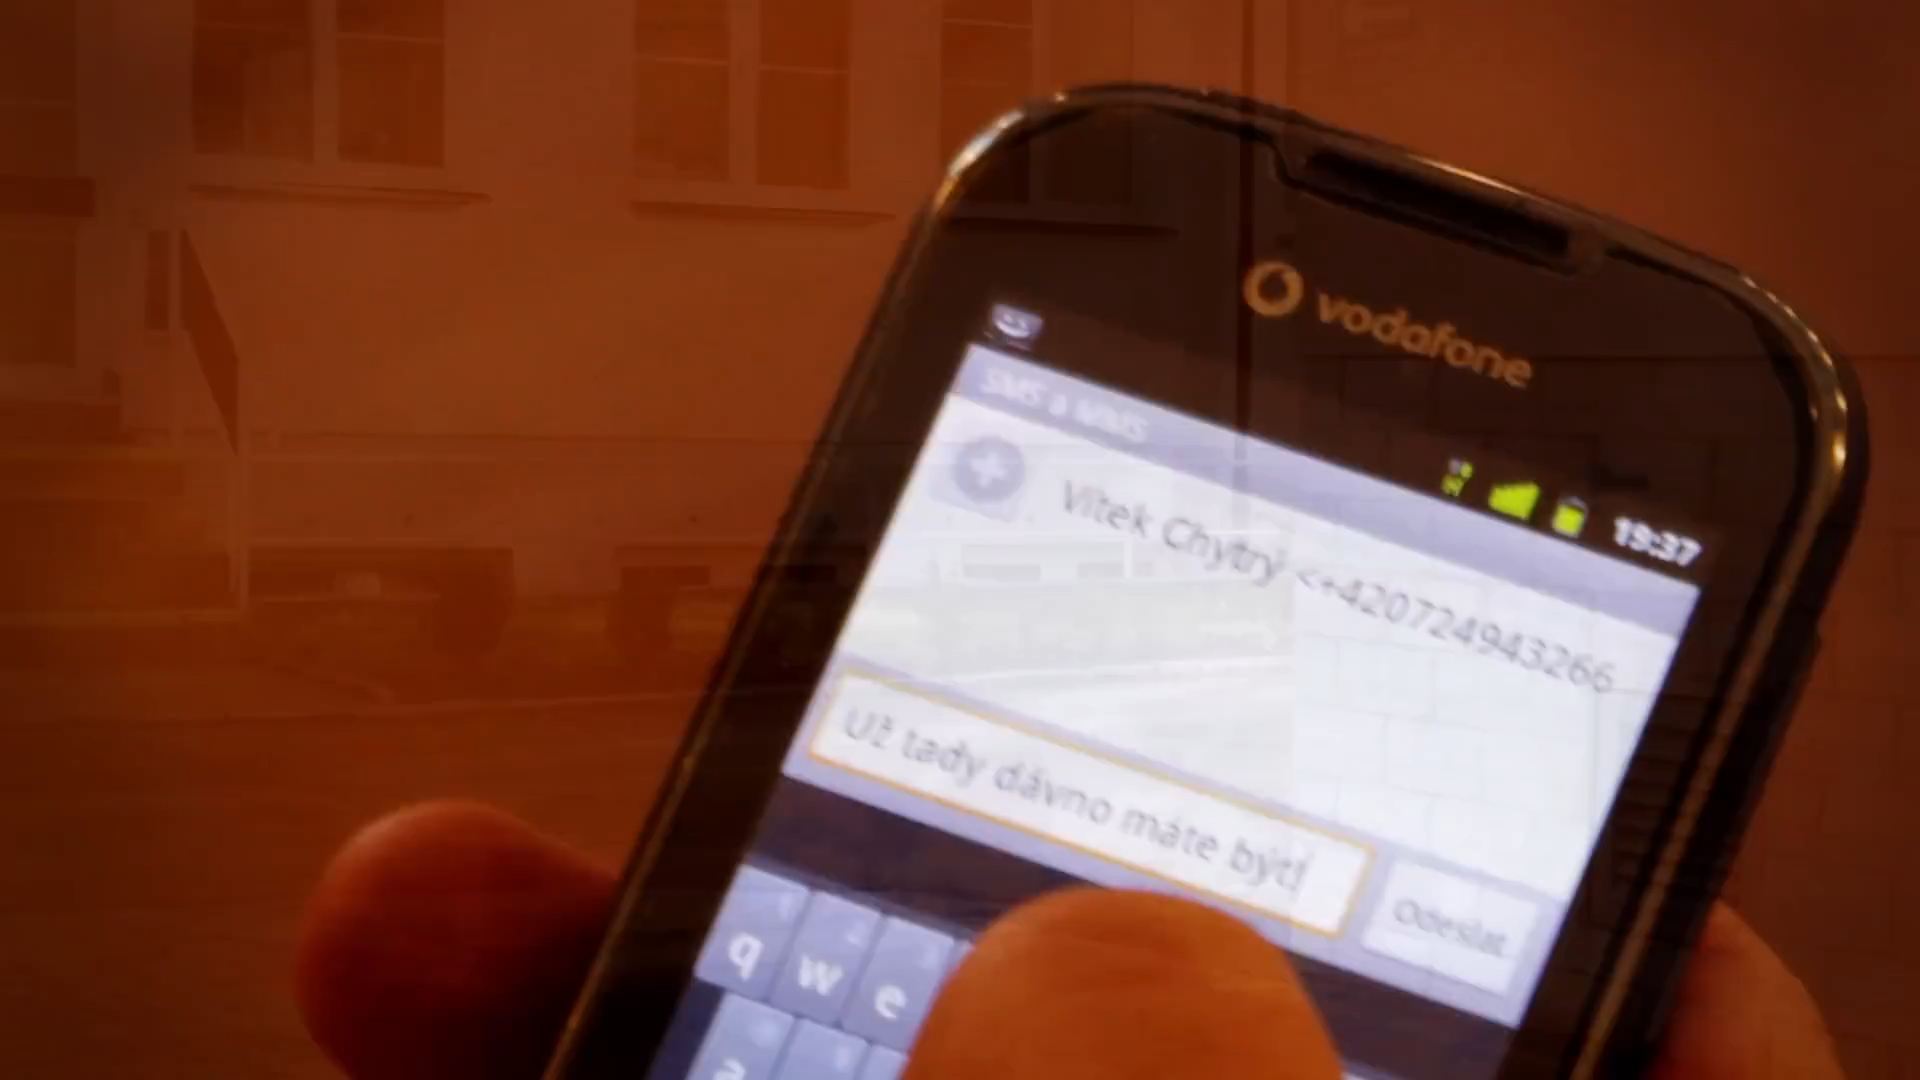 vodafone
19:37
SMS a MMS
Vítek Chytrý <+420724943266
Už tady dávno máte být!
Odeslat
q w e
a